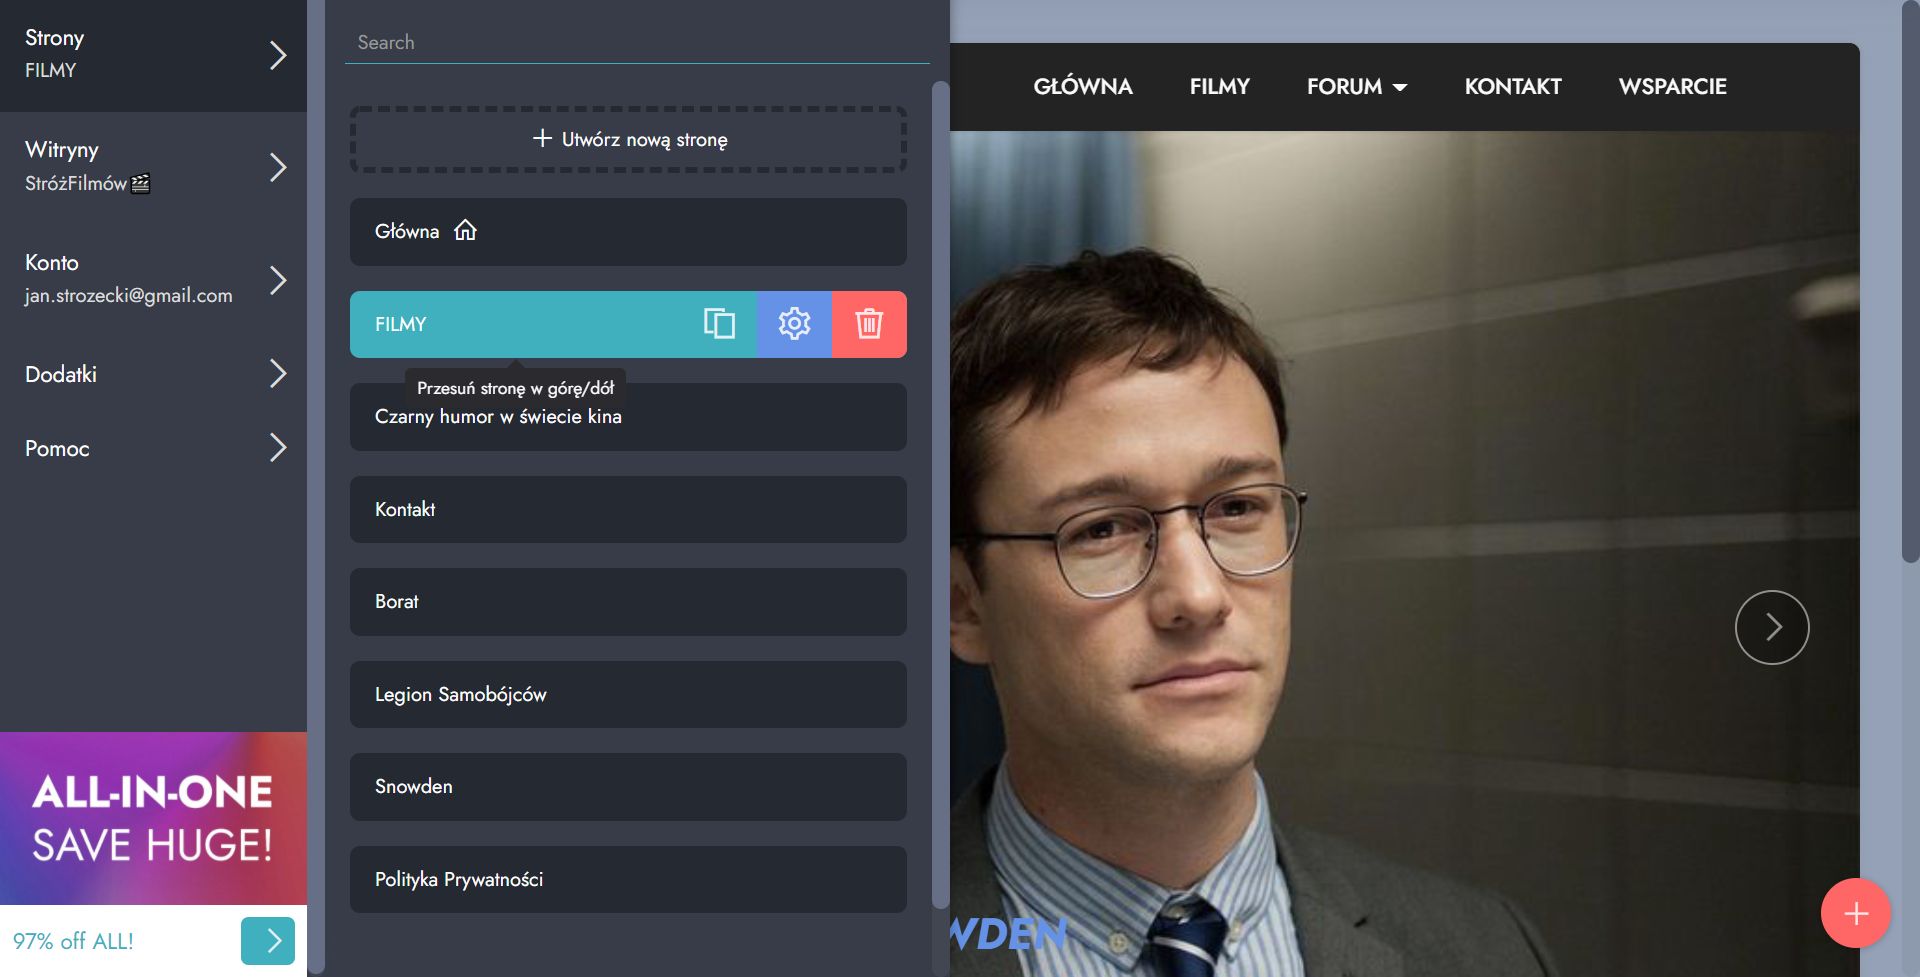 Strony
FILMY
Witryny
StróżFilmów🎬
Konto
jan.strozecki@gmail.com
Dodatki
Pomoc
ALL-IN-ONE
SAVE HUGE!
97% off ALL!
Search
Utwórz nową stronę
Główna
FILMY
Przesuń stronę w górę/dół
Czarny humor w świecie kina
Kontakt
Borat
Legion Samobójców
Snowden
Polityka Prywatności
GŁÓWNA FILMY FORUM KONTAKT WSPARCIE
WDEN